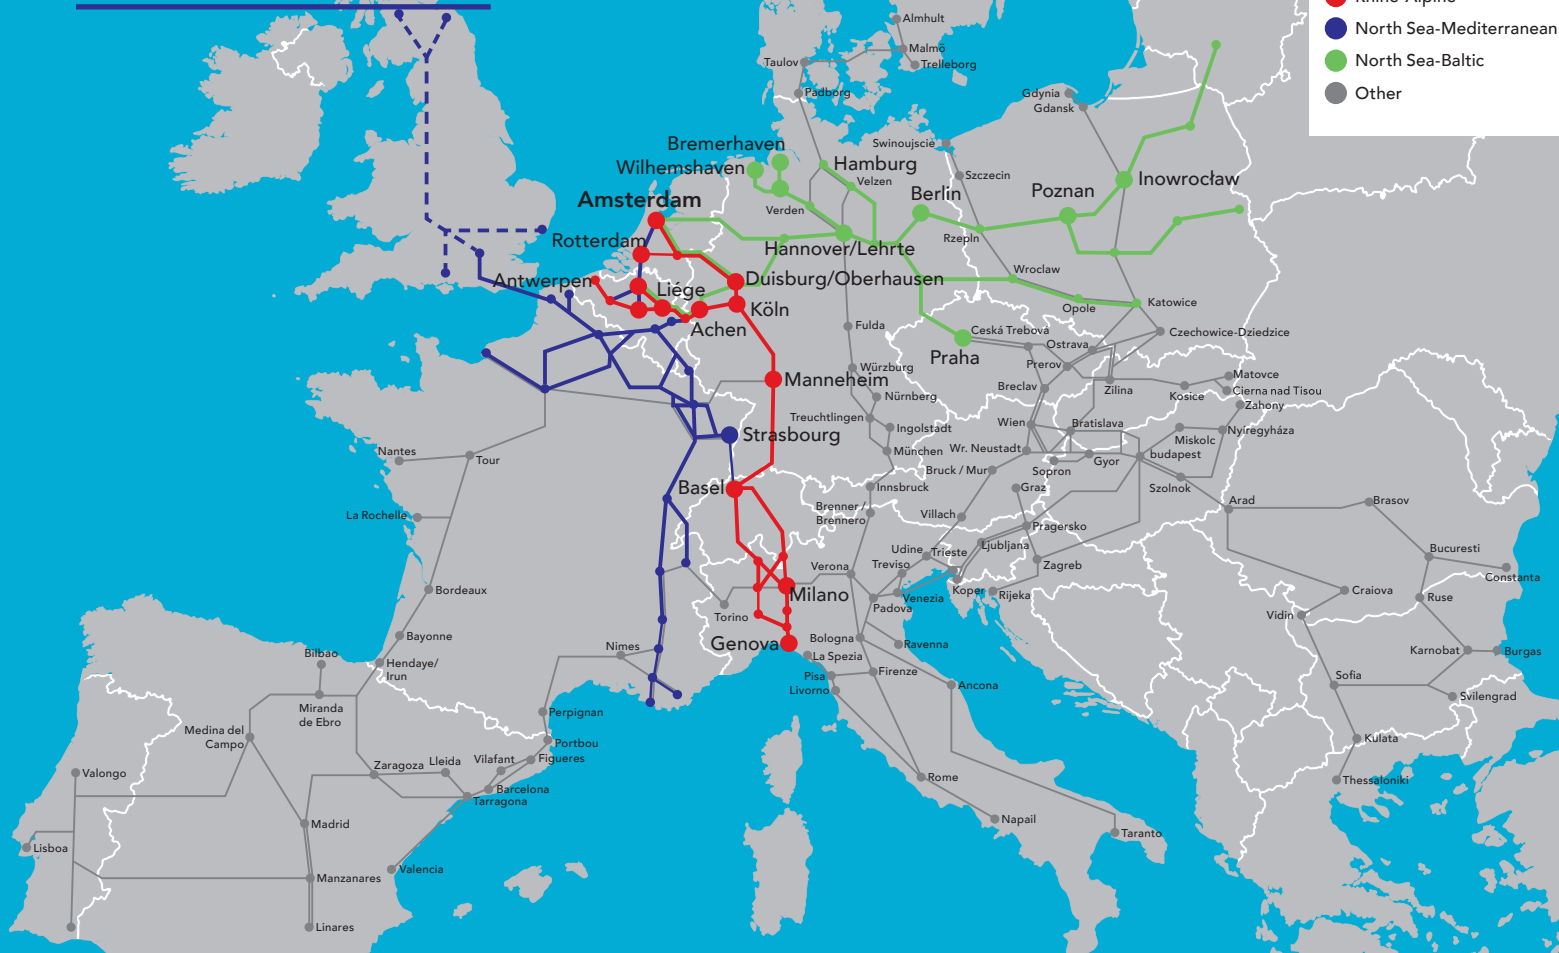 Rhine-Alpine
North Sea-Mediterranean
North Sea-Baltic
Other
Almhult
Malmö
Trelleborg
Taulov
Padborg
Gdynia
Gdansk
Swinoujscie
Szczecin
Bremerhaven
Wilhemshaven
Hamburg
Velzen
Verden
Amsterdam
Rotterdam
Antwerpen
Liége
Achen
Köln
Duisburg/Oberhausen
Hannover/Lehrte
Berlin
Rzepln
Poznan
Inowrocław
Wroclaw
Opole
Katowice
Czechowice-Dziedzice
Ceská Trebová
Ostrava
Praha
Prerov
Breclav
Zilina
Matovce
Cierna nad Tisou
Kosice
Zahony
Fulda
Würzburg
Nürnberg
Treuchtlingen
Ingolstadt
München
Manneheim
Strasbourg
Basel
Wien
Bratislava
Wr. Neustadt
Bruck / Mur
Sopron
Gyor
Miskolc
Nyíregyháza
budapest
Szolnok
Graz
Innsbruck
Brenner /
Brennero
Villach
Pragersko
Udine
Trieste
Ljubljana
Treviso
Zagreb
Verona
Koper
Rijeka
Venezia
Padova
Milano
Torino
Genova
Bologna
Ravenna
La Spezia
Pisa
Firenze
Livorno
Ancona
Rome
Napail
Taranto
Arad
Brasov
Bucuresti
Constanta
Craiova
Ruse
Vidin
Karnobat
Burgas
Sofia
Svilengrad
Kulata
Thessaloniki
Nantes
Tour
La Rochelle
Bordeaux
Bayonne
Hendaye/
Irun
Bilbao
Miranda
de Ebro
Medina del
Campo
Nimes
Perpignan
Portbou
Figueres
Vilafant
Lleida
Zaragoza
Barcelona
Tarragona
Valongo
Madrid
Lisboa
Valencia
Manzanares
Linares